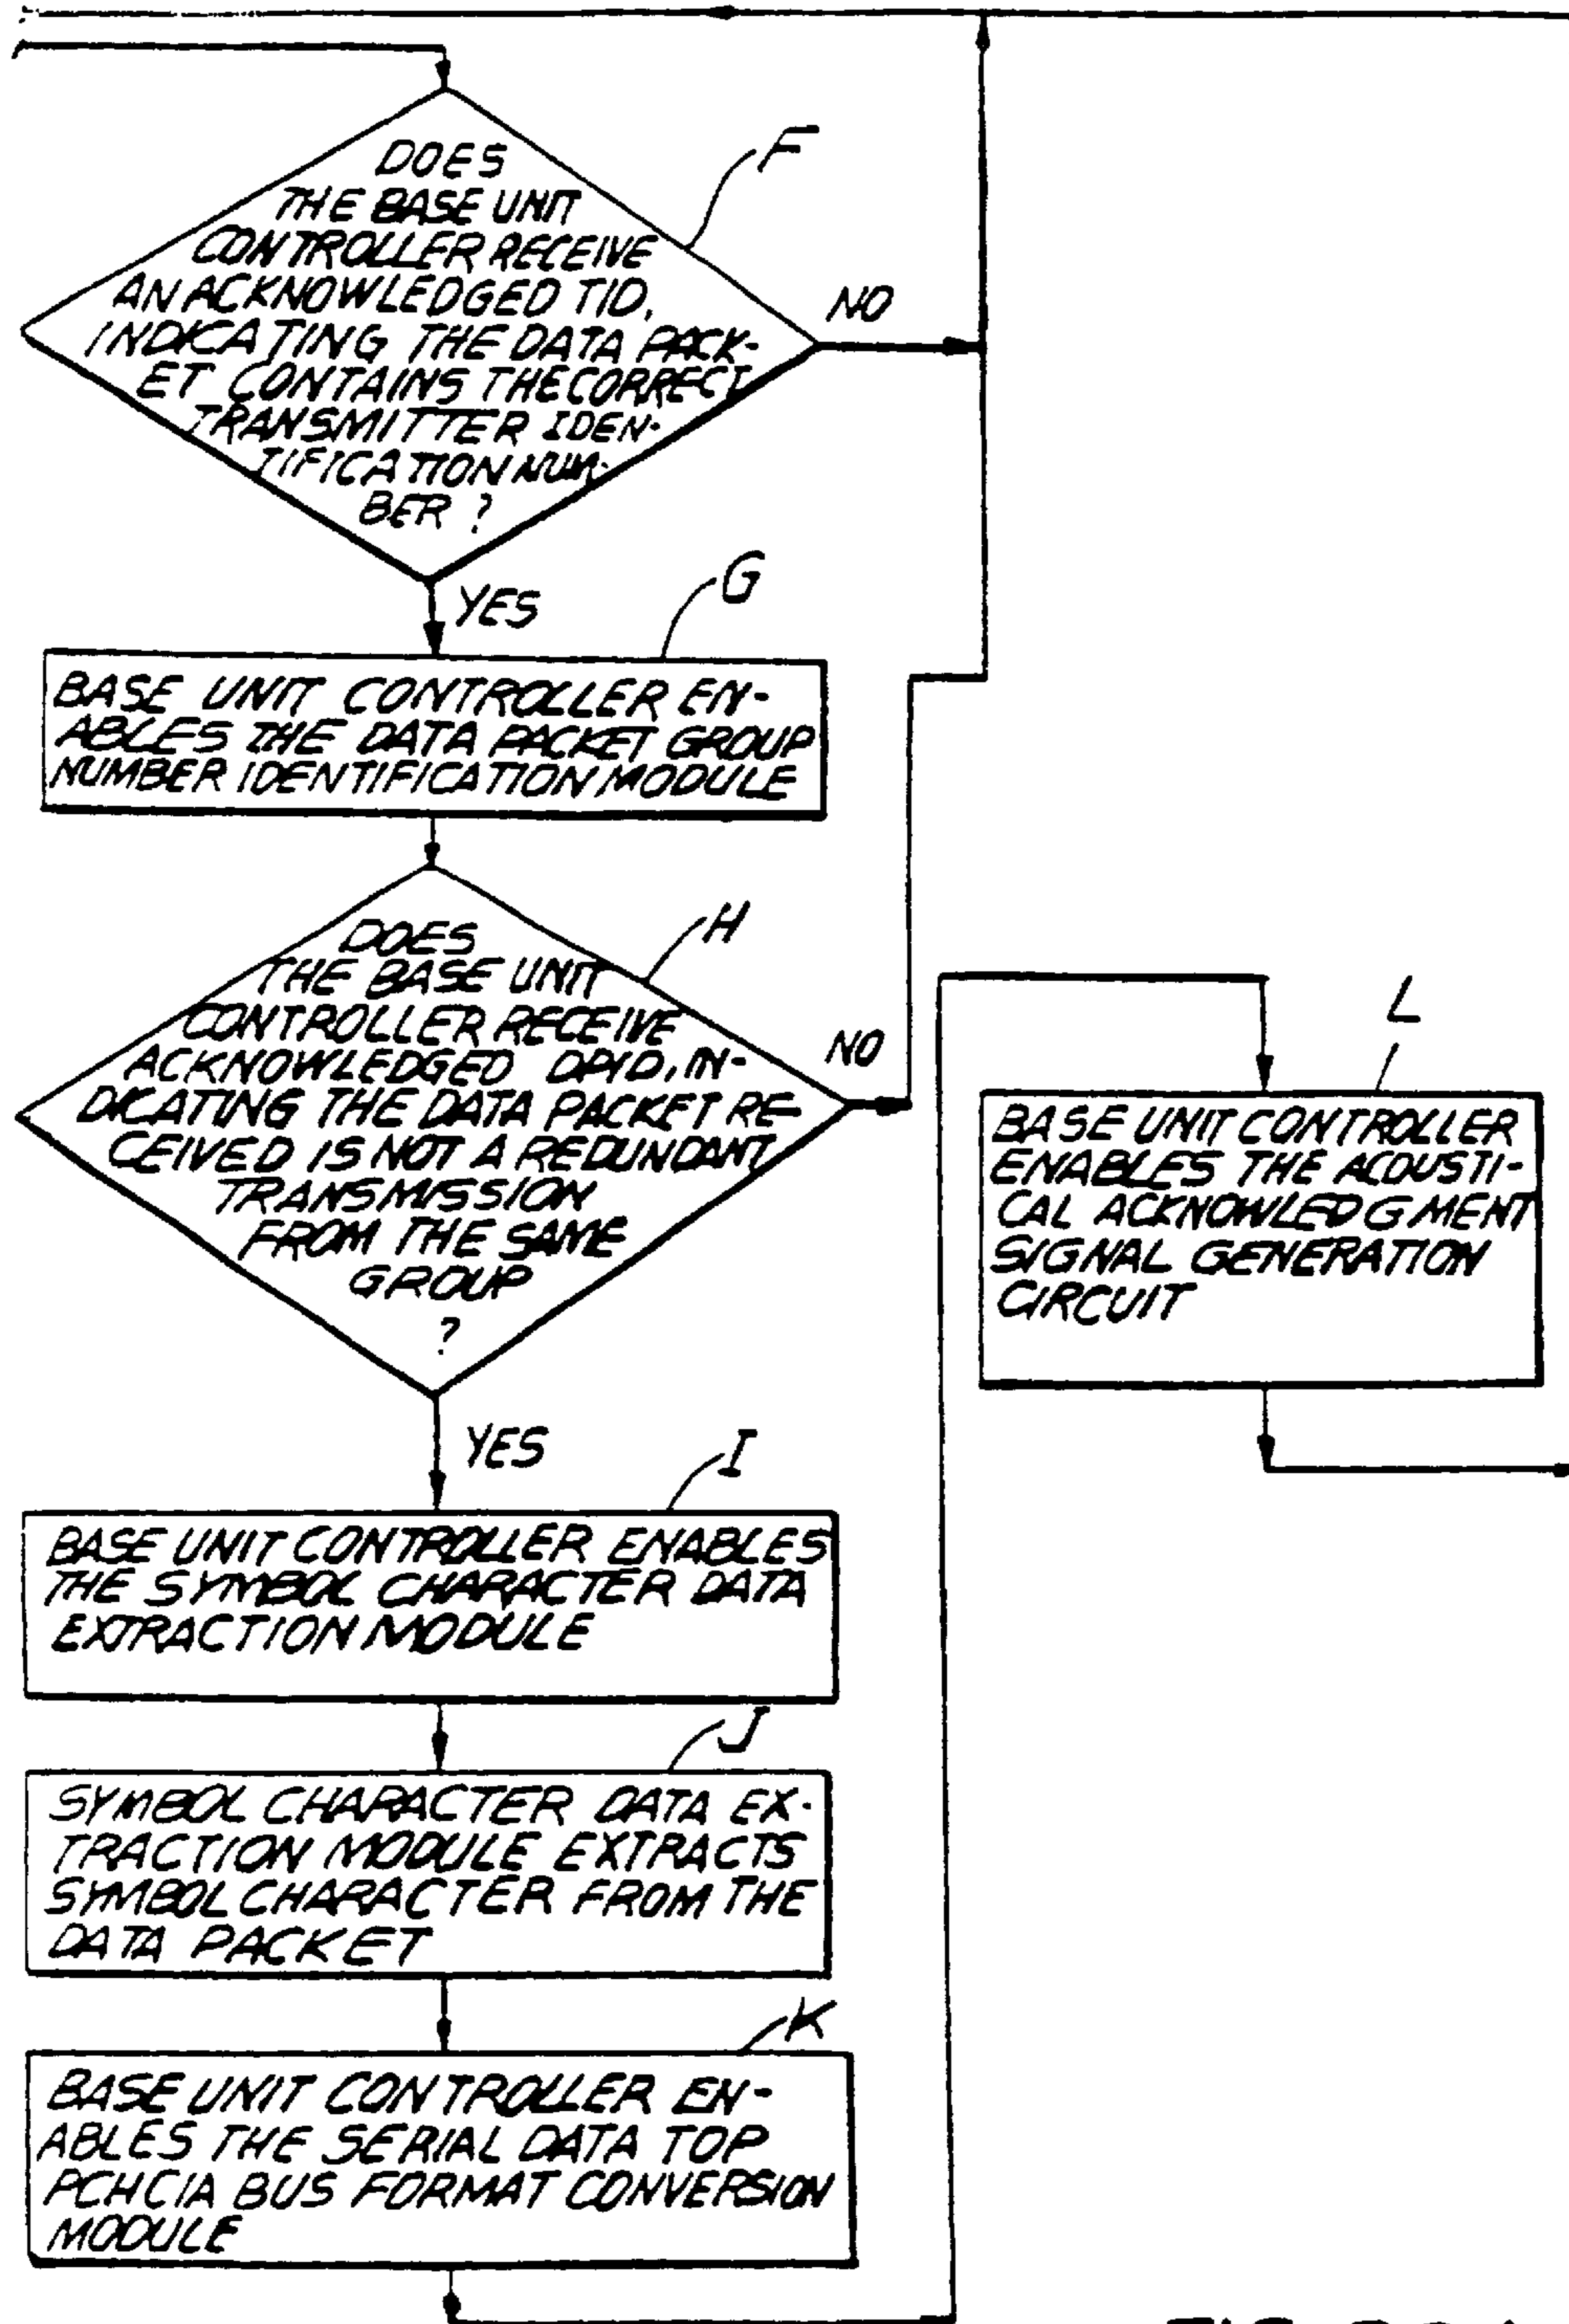 DOES
THE BASE UNIT
CONTROLLER RECEIVE
AN ACKNOWLEDGED TID,
INDICATING THE DATA PACK-
ET CONTAINS THE CORRECT
TRANSMITTER IDEN-
TIFICATION NUM-
BER ?
F
NO
YES
G
BASE UNIT CONTROLLER EN-
ABLES THE DATA PACKET GROUP
NUMBER IDENTIFICATION MODULE
DOES
THE BASE UNIT
CONTROLLER RECEIVE
ACKNOWLEDGED DPID, IN-
DICATING THE DATA PACKET RE-
CEIVED IS NOT A REDUNDANT
TRANSMISSION
FROM THE SAME
GROUP
?
H
NO
YES
I
BASE UNIT CONTROLLER ENABLES
THE SYMBOL CHARACTER DATA
EXTRACTION MODULE
J
SYMBOL CHARACTER DATA EX-
TRACTION MODULE EXTRACTS
SYMBOL CHARACTER FROM THE
DATA PACKET
K
BASE UNIT CONTROLLER EN-
ABLES THE SERIAL DATA TOP
PCHCIA BUS FORMAT CONVERSION
MODULE
L
BASE UNIT CONTROLLER
ENABLES THE ACOUSTI-
CAL ACKNOWLEDGMENT
SIGNAL GENERATION
CIRCUIT